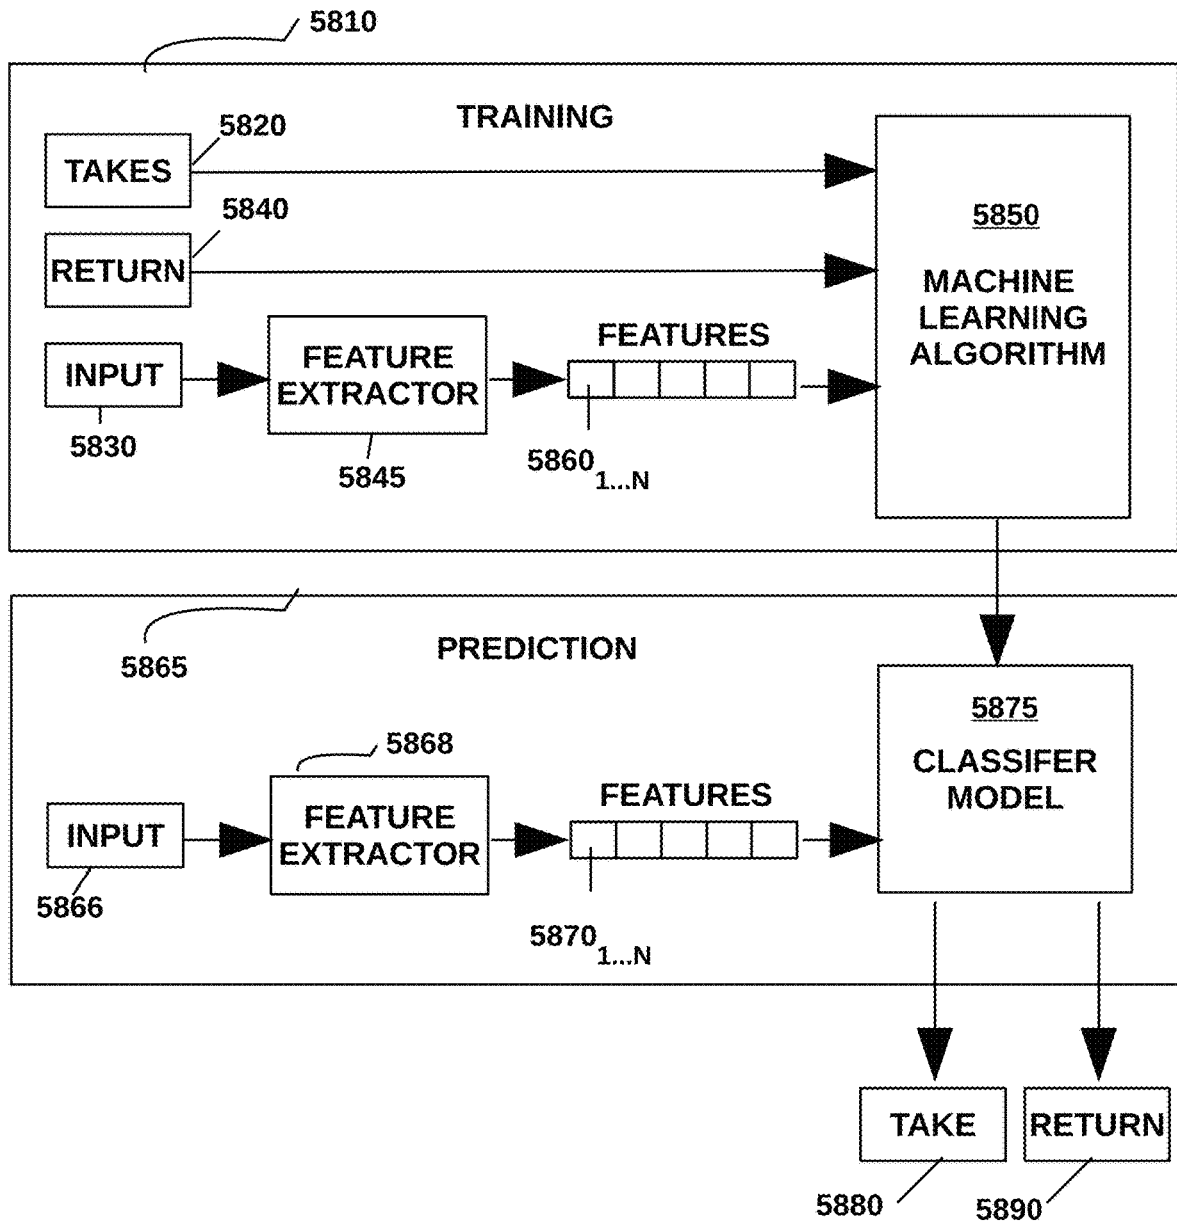 5810
TRAINING
5820
TAKES
5840
RETURN
5850
MACHINE
LEARNING
ALGORITHM
FEATURES
INPUT
FEATURE
EXTRACTOR
5830
5845
5860 1...N
5865
PREDICTION
5875
CLASSIFER
MODEL
5868
FEATURES
INPUT
FEATURE
EXTRACTOR
5866
5870 1...N
TAKE
RETURN
5880
5890